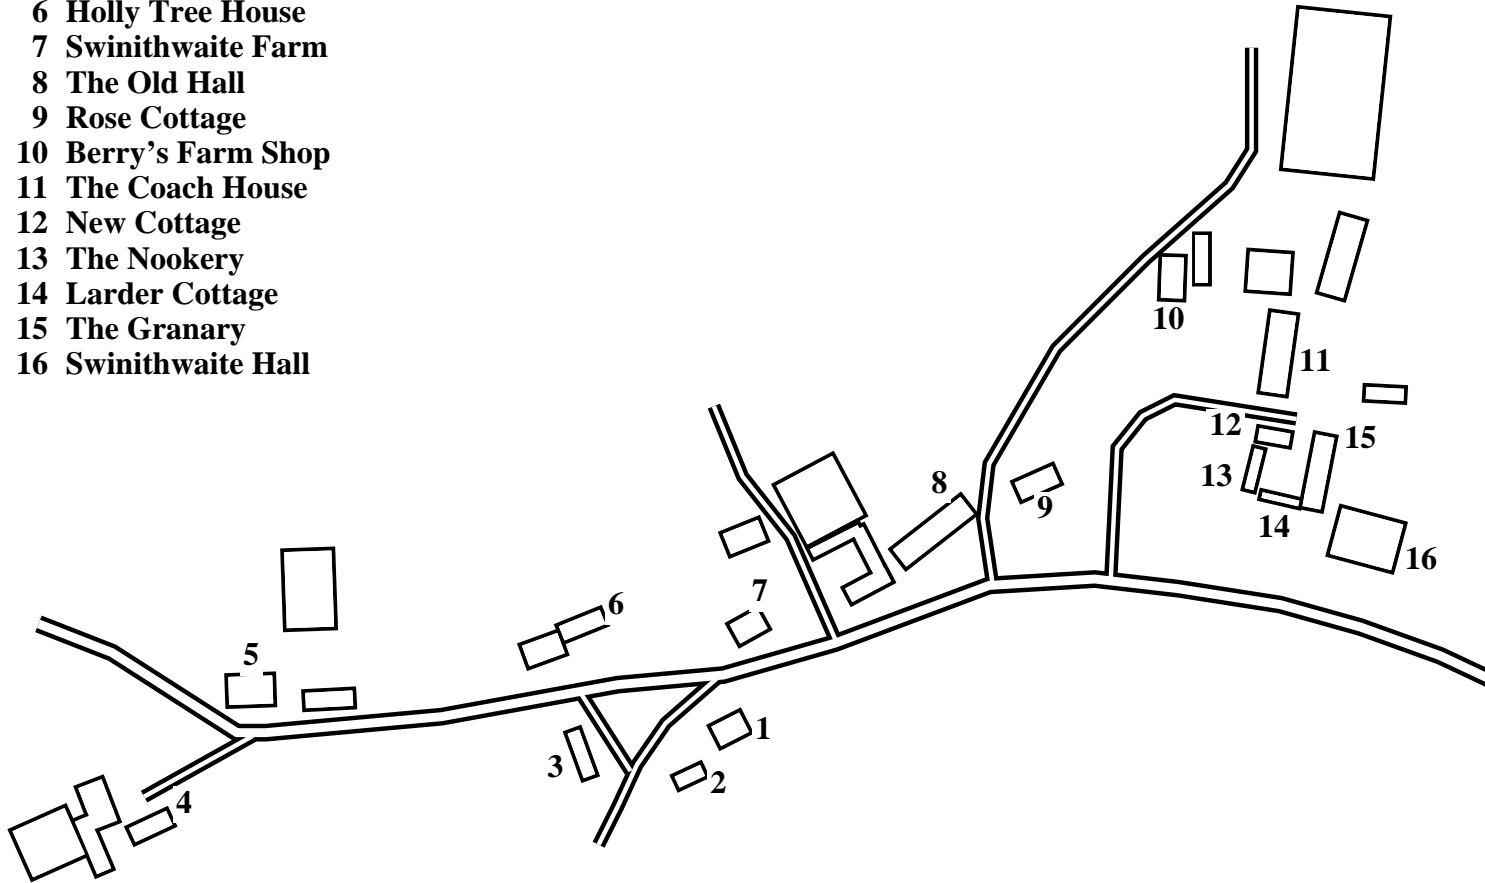 6 Holly Tree House
7 Swinithwaite Farm
8 The Old Hall
9 Rose Cottage
10 Berry’s Farm Shop
11 The Coach House
12 New Cottage
13 The Nookery
14 Larder Cottage
15 The Granary
16 Swinithwaite Hall
10
11
12
15
13
8
9
14
16
7
6
5
1
3
2
4